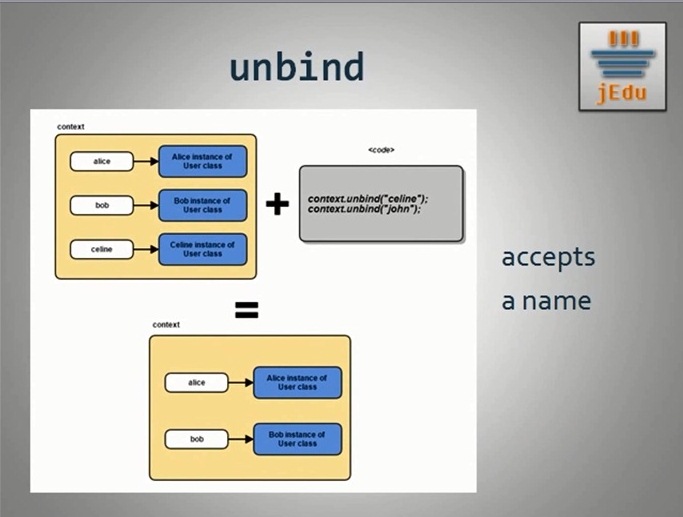 unbind
jEdu
context
alice
Alice instance of
User class
bob
Bob instance of
User class
celine
Celine instance of
User class
+
<code>
context.unbind("celine");
context.unbind("john");
accepts
a name
=
context
alice
Alice instance of
User class
bob
Bob instance of
User class